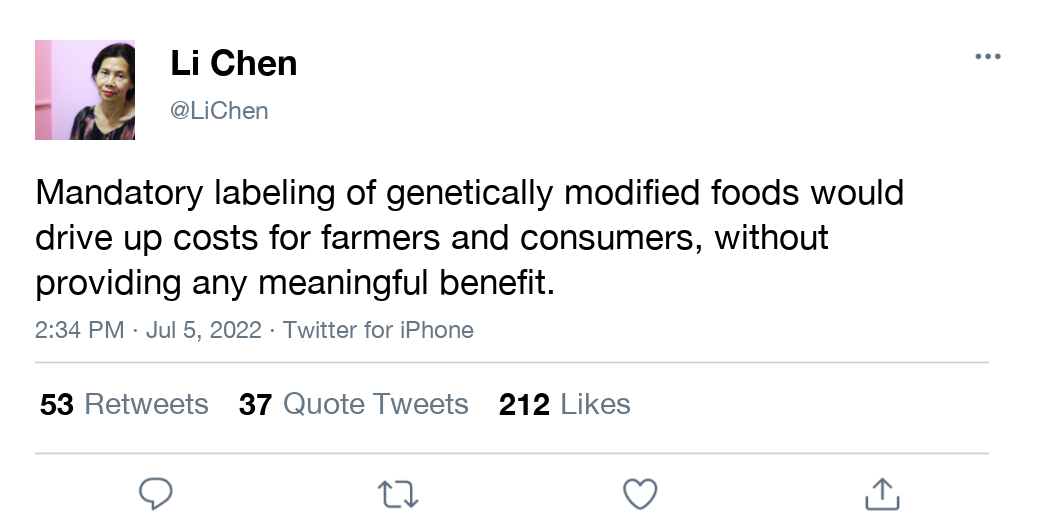 Li Chen
@LiChen
Mandatory labeling of genetically modified foods would
drive up costs for farmers and consumers, without
providing any meaningful benefit.
2:34 PM · Jul 5, 2022 · Twitter for iPhone
53 Retweets 37 Quote Tweets 212 Likes